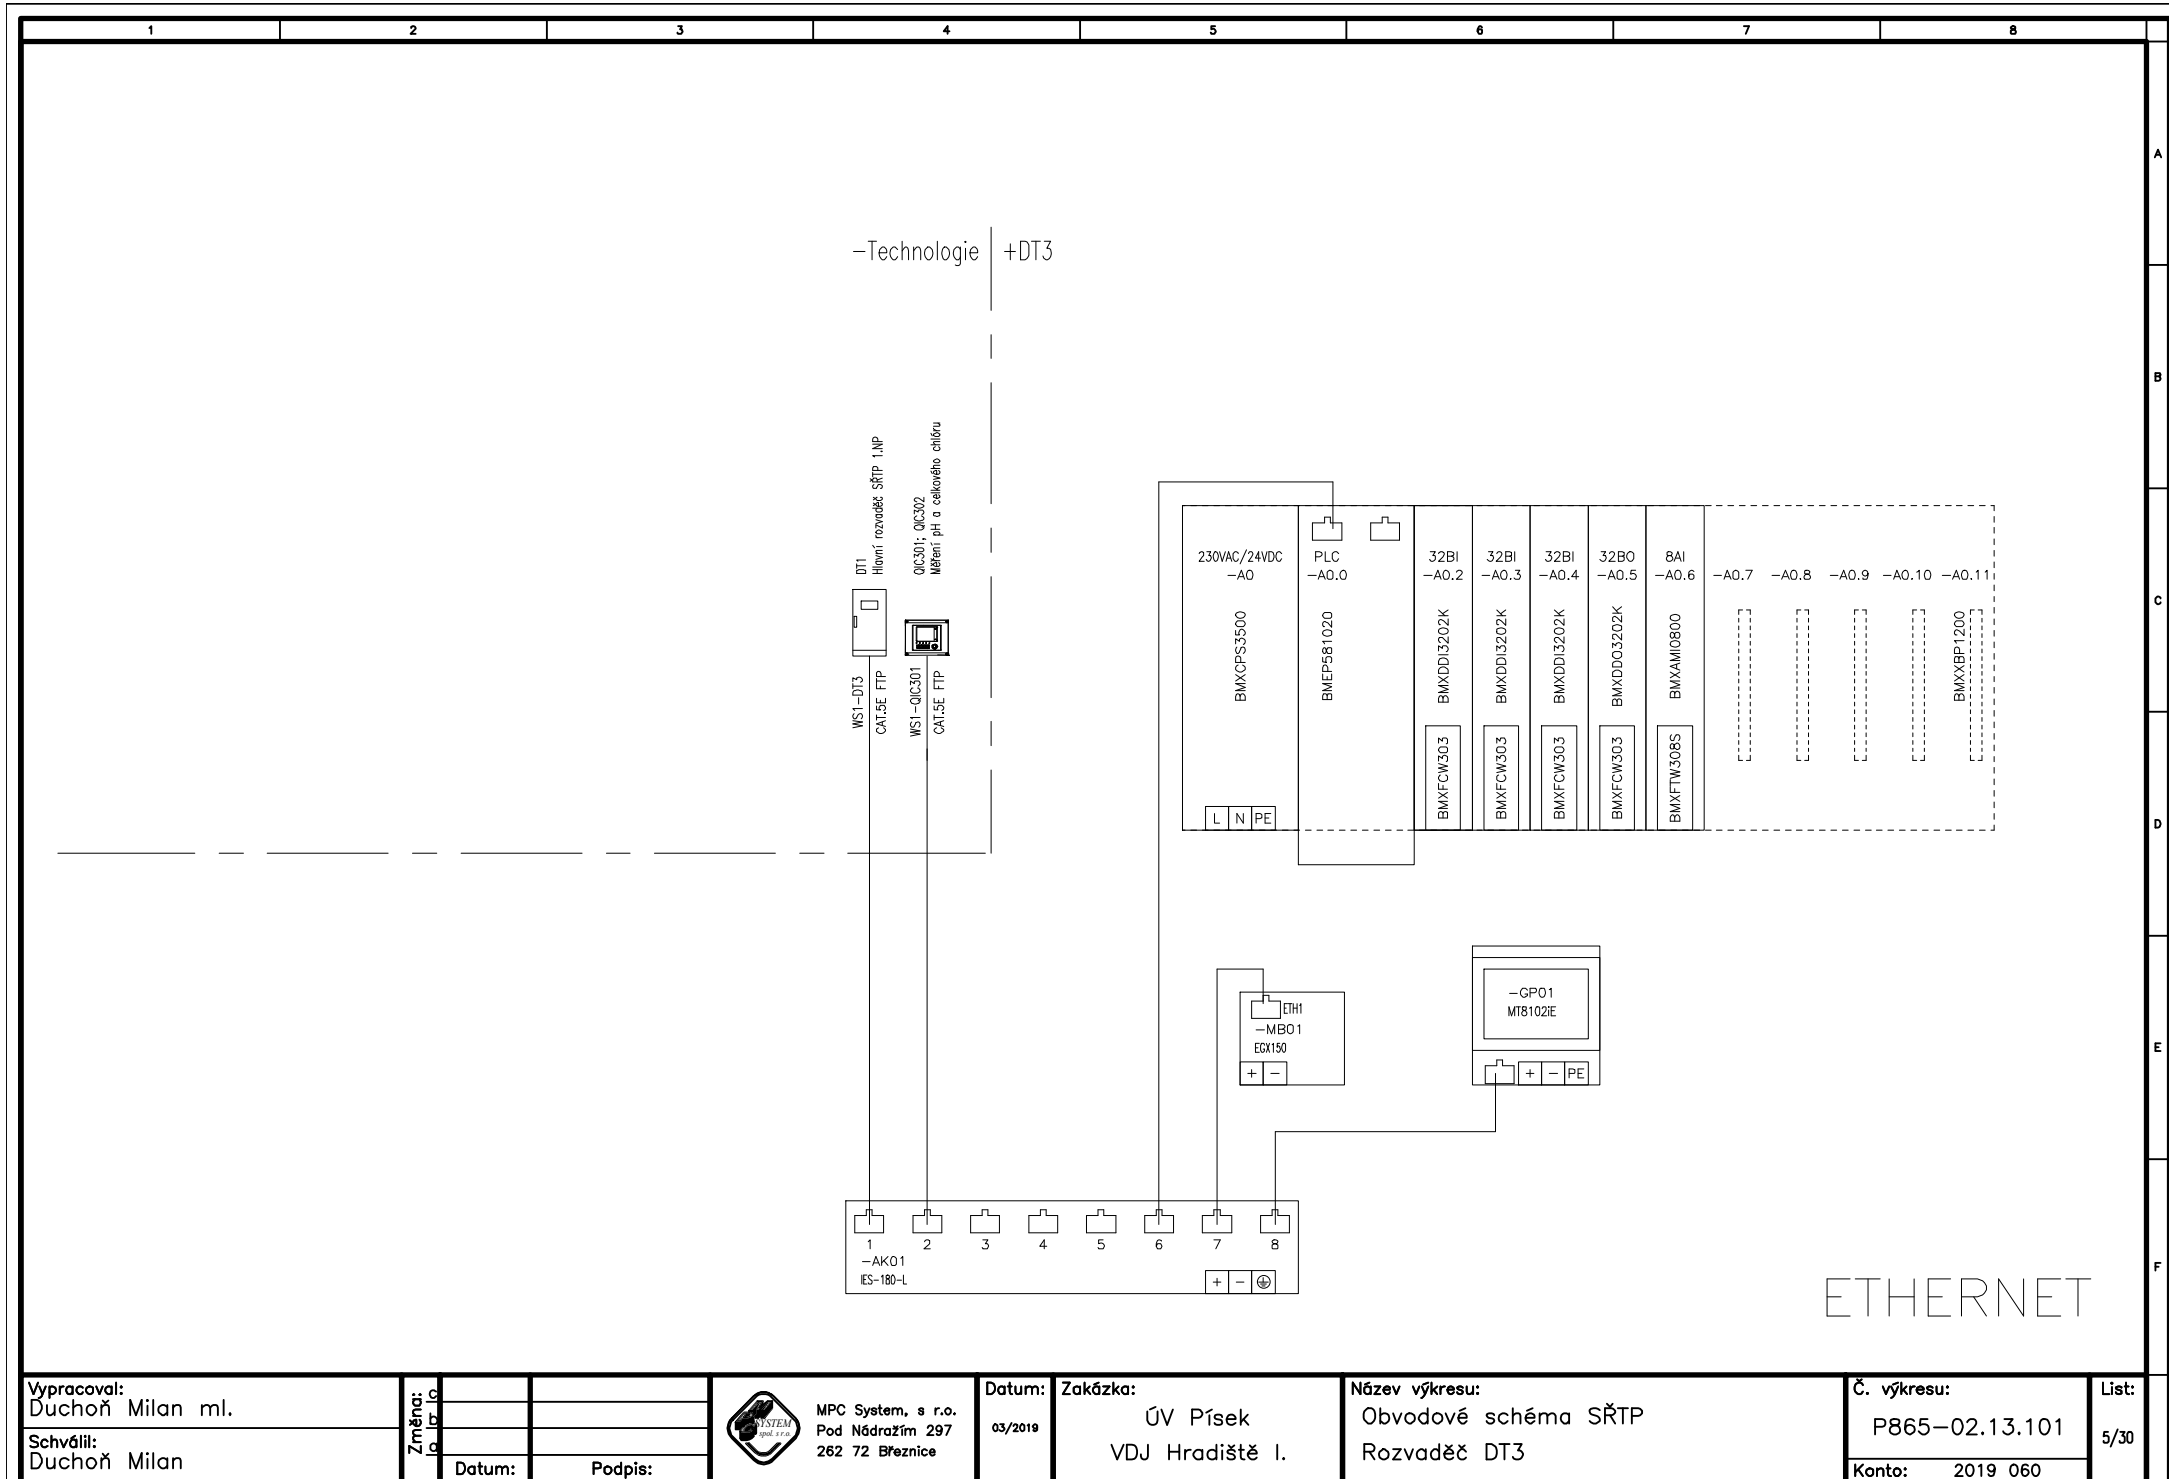 1 2 3 4 5 6 7 8
A
B
C
D
E
F
-Technologie +DT3
DT1
Hlavní rozvaděč SŘTP 1.NP
QIC301; QIC302
Měření pH a celkového chlóru
WS1-DT3
CAT.5E FTP
WS1-QIC301
CAT.5E FTP
230VAC/24VDC PLC 32BI 32BI 32BI 32BO 8AI
-A0 -A0.0 -A0.2 -A0.3 -A0.4 -A0.5 -A0.6 -A0.7 -A0.8 -A0.9 -A0.10 -A0.11
BMXCPS3500
BMEP581020
BMXDDI3202K
BMXDDI3202K
BMXDDI3202K
BMXDDO3202K
BMXAMI0800
BMXXBP1200
BMXFCW303
BMXFCW303
BMXFCW303
BMXFCW303
BMXFTW308S
L N PE
ETH1
-MB01
EGX150
+ -
-GP01
MT8102iE
+ - PE
1 2 3 4 5 6 7 8
-AK01
IES-180-L
+ -
ETHERNET
Vypracoval:
Duchoň Milan ml.
Schválil:
Duchoň Milan
Změna:
c
b
a
Datum: Podpis:
SYSTEM
spol. s r.o.
MPC System, s r.o.
Pod Nádražím 297
262 72 Březnice
Datum:
03/2019
Zakázka:
ÚV Písek
VDJ Hradiště I.
Název výkresu:
Obvodové schéma SŘTP
Rozvaděč DT3
Č. výkresu:
P865-02.13.101
Konto: 2019 060
List:
5/30